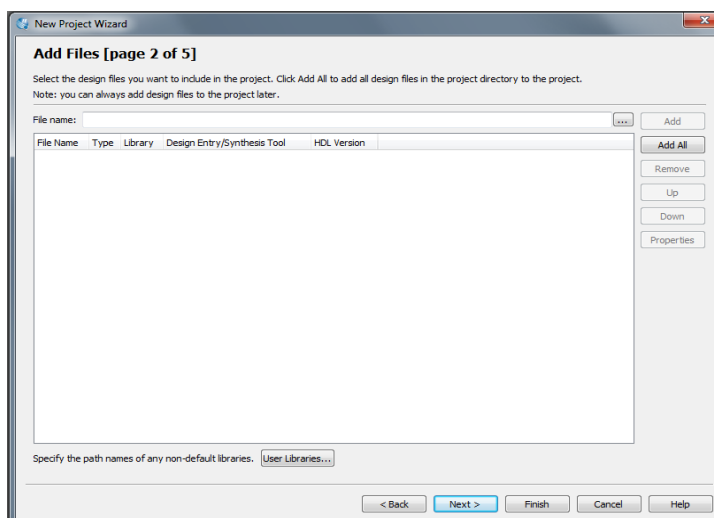 New Project Wizard
Add Files [page 2 of 5]
Select the design files you want to include in the project. Click Add All to add all design files in the project directory to the project.
Note: you can always add design files to the project later.
File name: ... Add
File Name Type Library Design Entry/Synthesis Tool HDL Version Add All
Remove
Up
Down
Properties
Specify the path names of any non-default libraries. User Libraries...
< Back Next > Finish Cancel Help